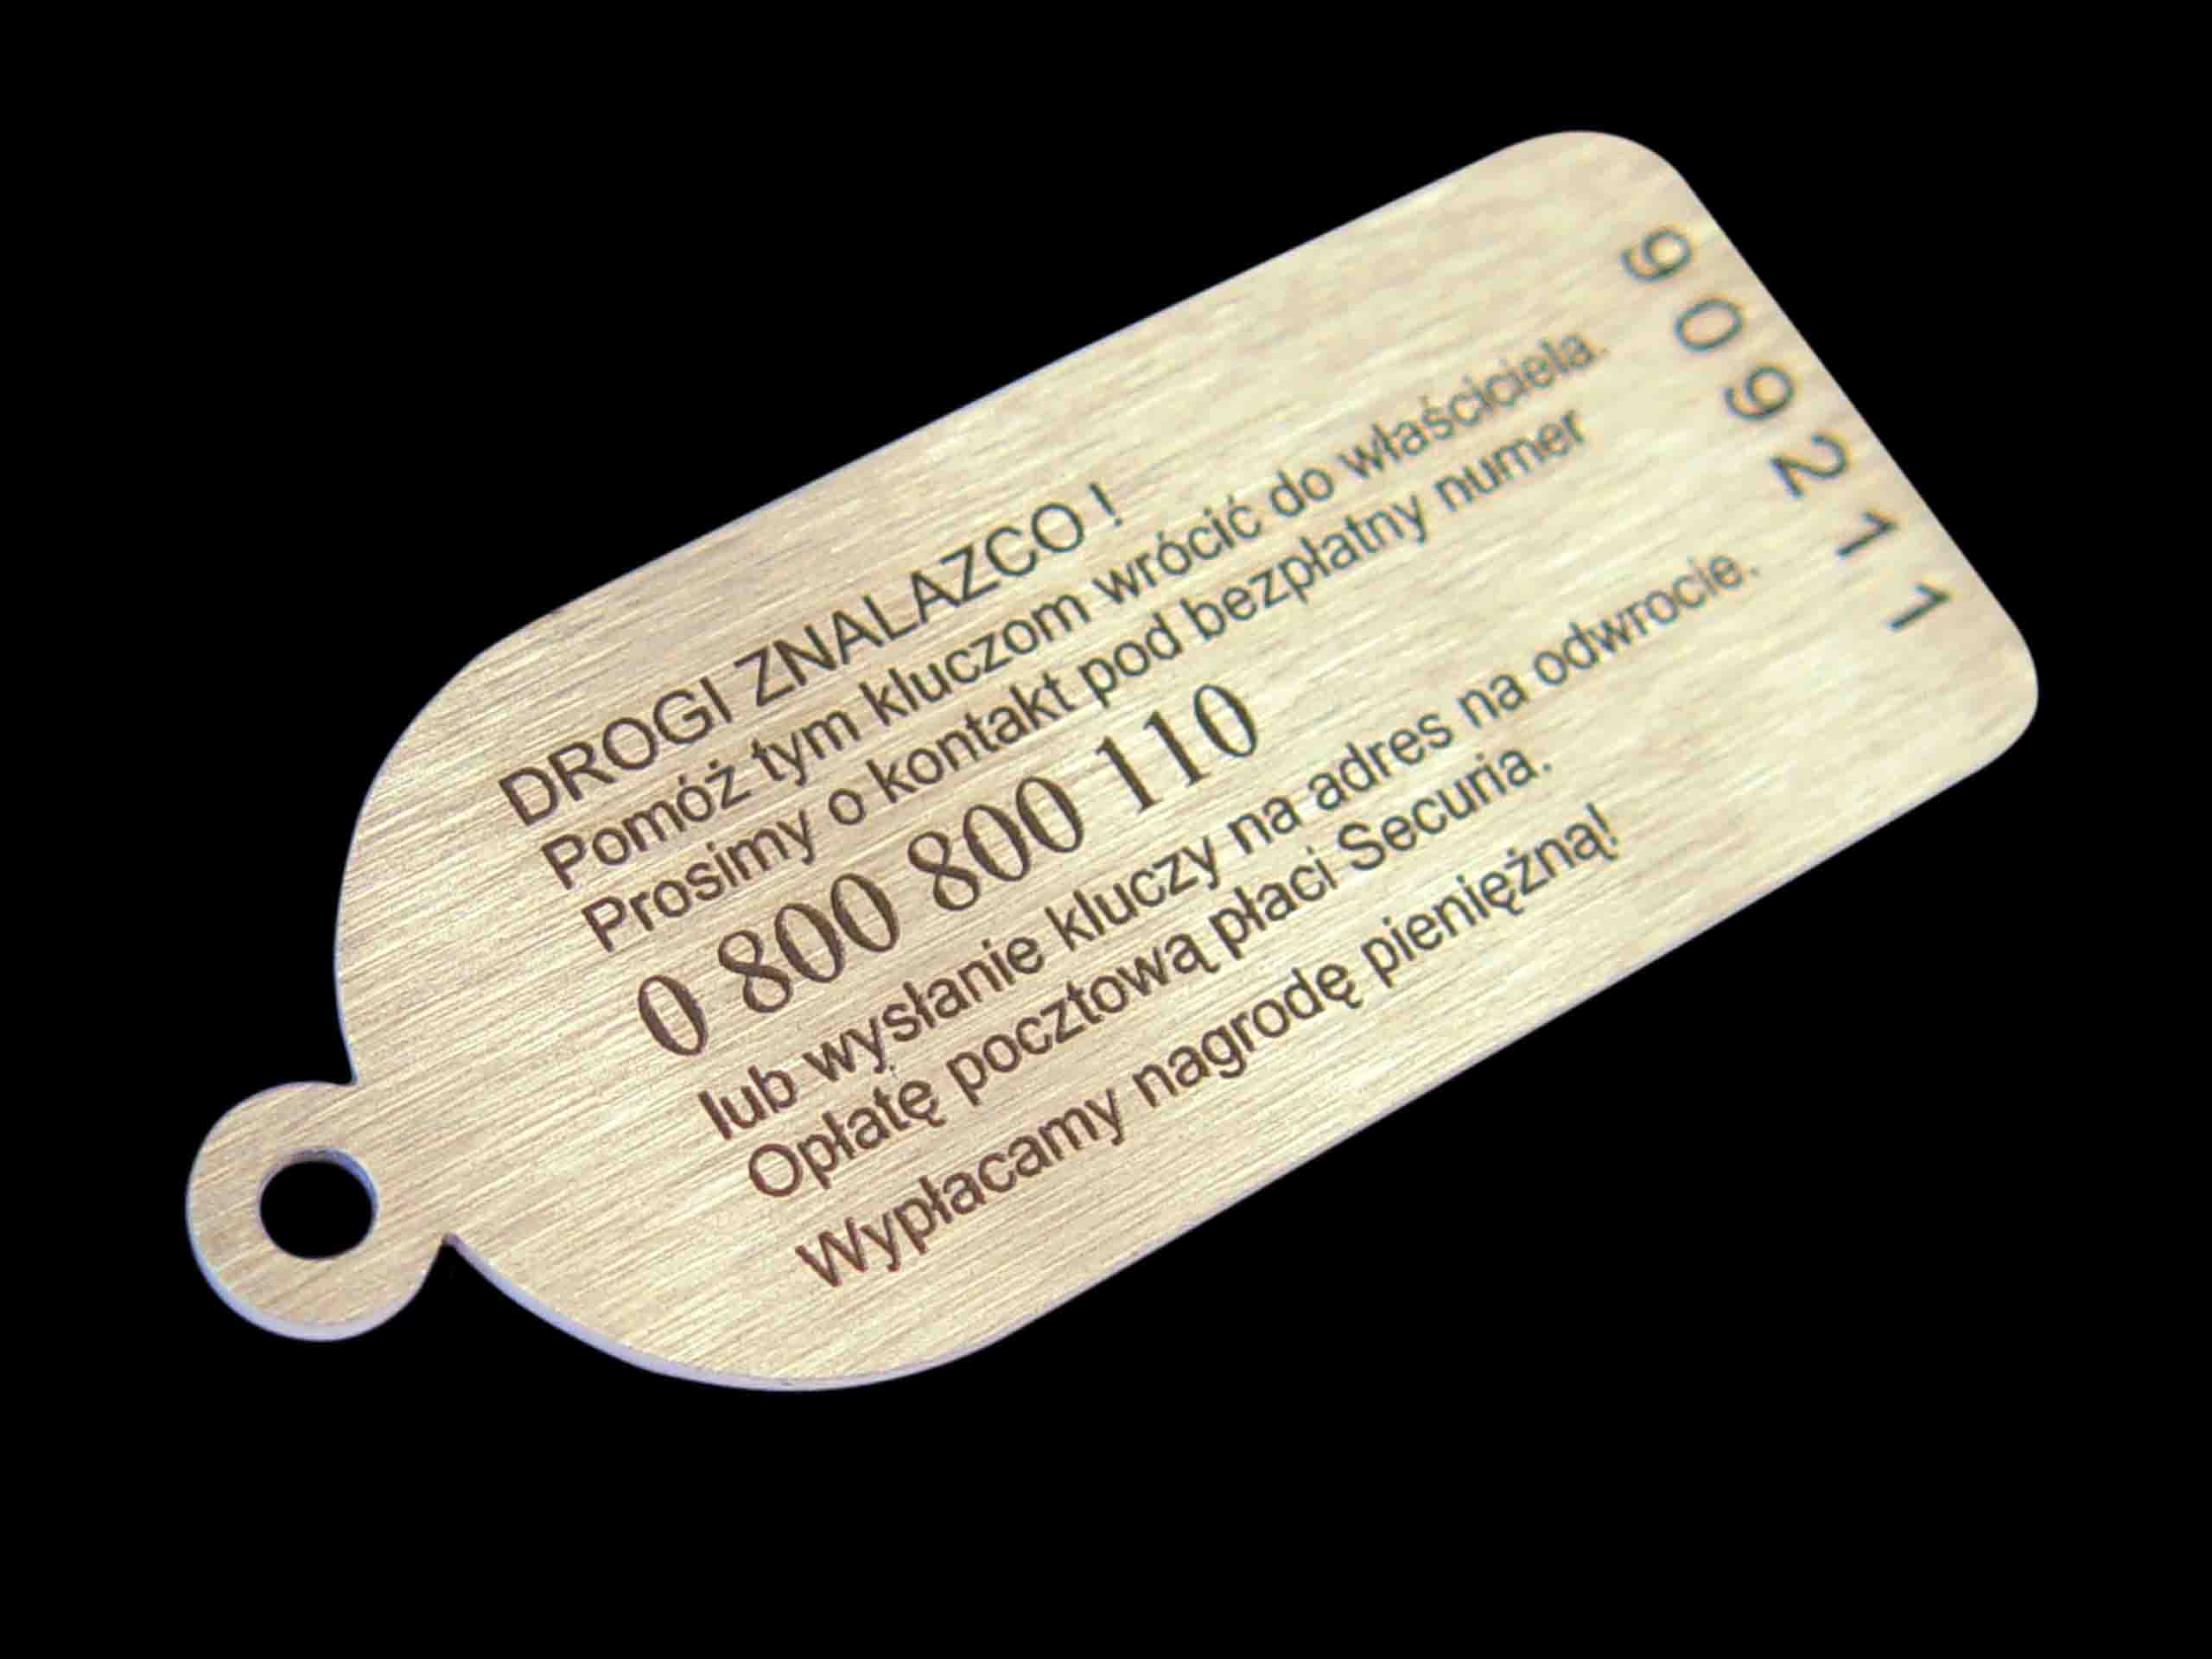 DROGI ZNALAZCO !
Pomóż tym kluczom wrócić do właściciela.
Prosimy o kontakt pod bezpłatny numer
0 800 800 110
lub wysłanie kluczy na adres na odwrocie.
Opłatę pocztową płaci Securia.
Wypłacamy nagrodę pieniężną!
909211